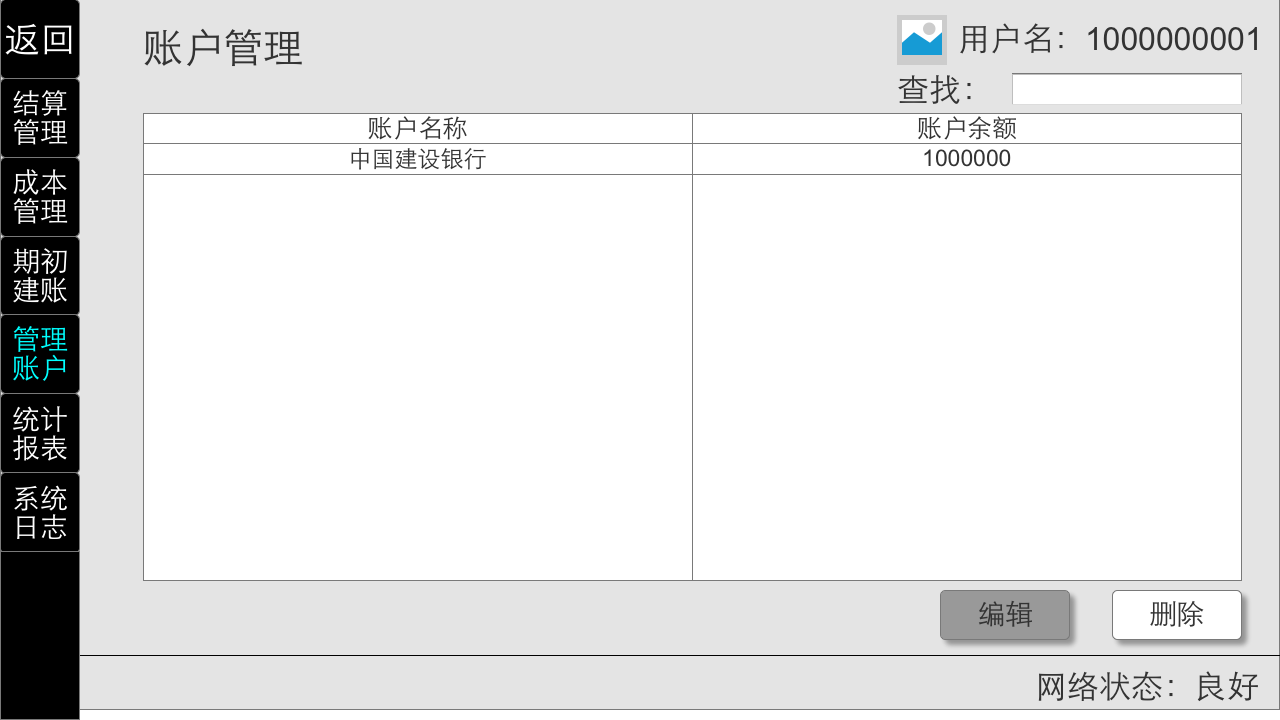 返回
结算
管理
成本
管理
期初
建账
管理
账户
统计
报表
系统
日志
账户管理
用户名：1000000001
查找：
账户名称 账户余额
中国建设银行 1000000
编辑 删除
网络状态：良好